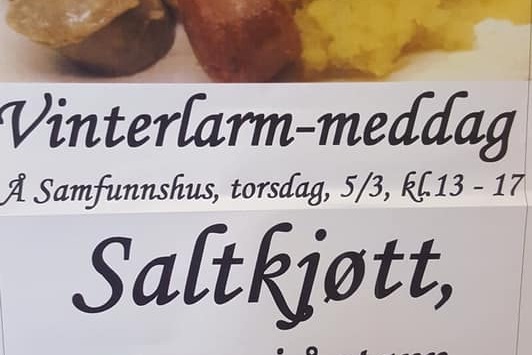 Vinterlarm-meddag
Å Samfunnshus, torsdag, 5/3, kl.13 - 17
Saltkjøtt,